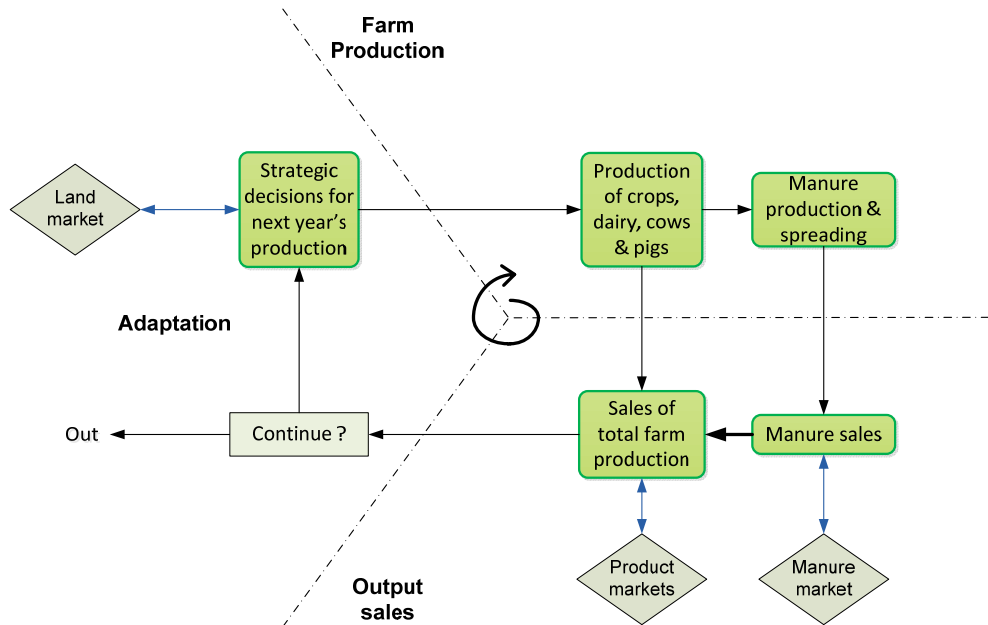 Farm
Production
Strategic
decisions for
next year's
production
Production
of crops,
dairy, cows
& pigs
Manure
production &
spreading
Land
market
Adaptation
Out
Continue ?
Sales of
total farm
production
Manure sales
Output
sales
Product
markets
Manure
market